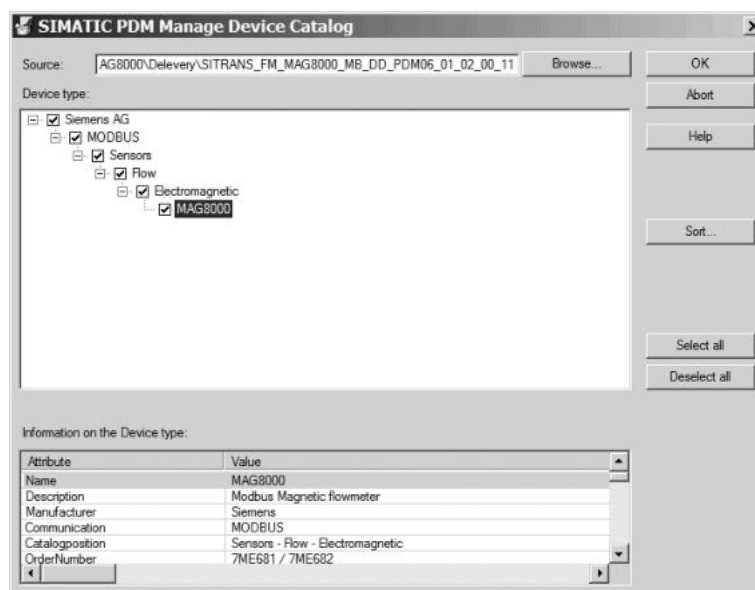 SIMATIC PDM Manage Device Catalog
Source: AG8000\Delevery\SITRANS_FM_MAG8000_MB_DD_PDM06_01_02_00_11 Browse... OK
Device type: Abort
Siemens AG
MODBUS Help
Sensors
Flow
Electromagnetic
MAG8000
Sort...
Select all
Deselect all
Information on the Device type:
Attribute Value
Name MAG8000
Description Modbus Magnetic flowmeter
Manufacturer Siemens
Communication MODBUS
Catalogposition Sensors - Flow - Electromagnetic
OrderNumber 7ME681 / 7ME682